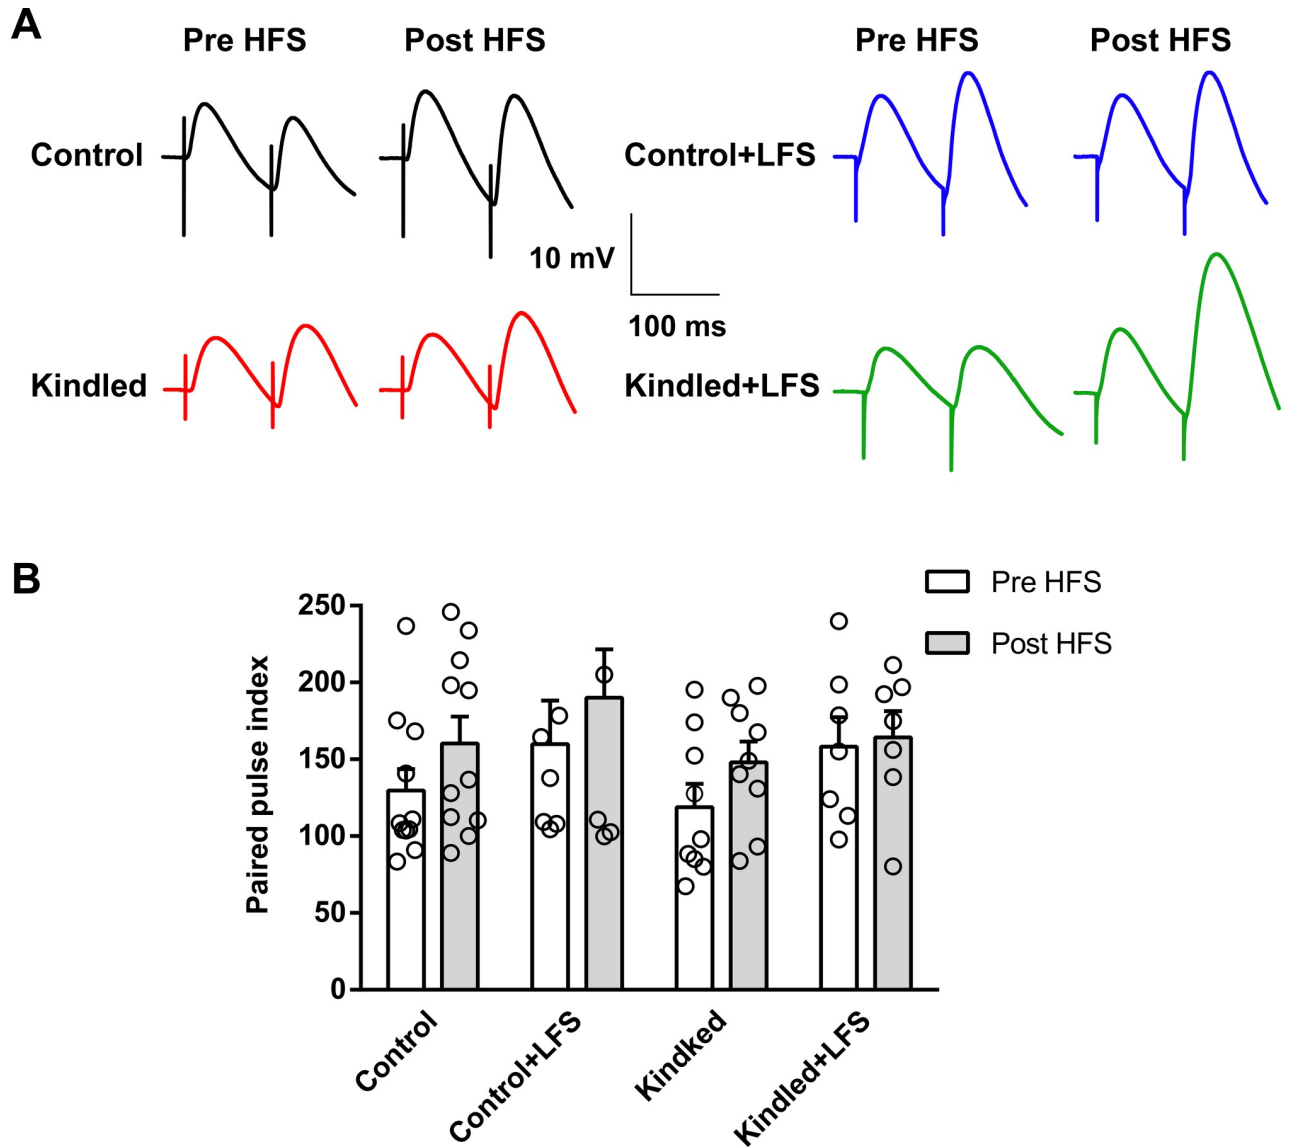 A
Pre HFS
Post HFS
Pre HFS
Post HFS
Control
Control+LFS
10 mV
100 ms
Kindled
Kindled+LFS
B
Pre HFS
Post HFS
Paired pulse index
250
200
150
100
50
0
Control
Control+LFS
Kindked
Kindled+LFS